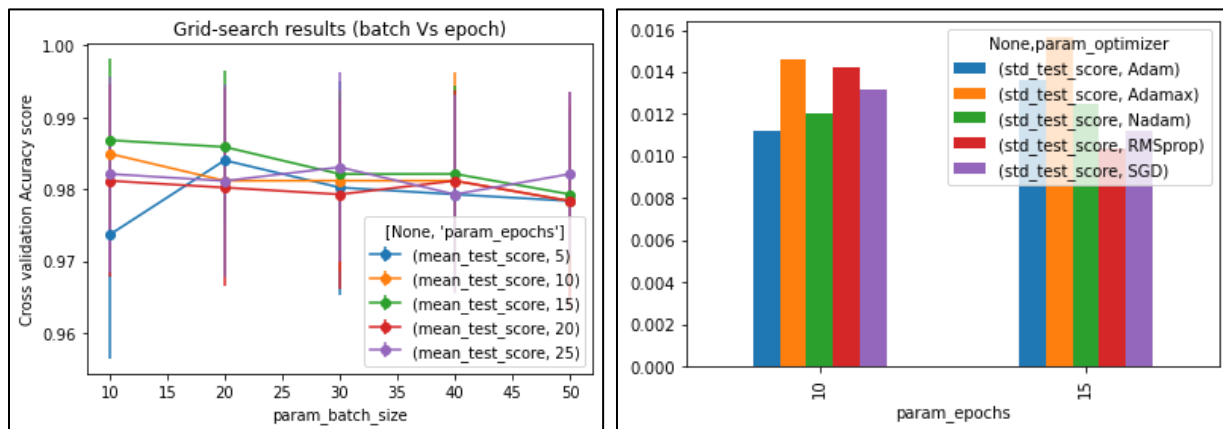 Grid-search results (batch Vs epoch)
1.00
0.99
0.98
0.97
0.96
Cross validation Acuracy score
[None, 'param_epochs']
(mean_test_score, 5)
(mean_test_score, 10)
(mean_test_score, 15)
(mean_test_score, 20)
(mean_test_score, 25)
10 15 20 25 30 35 40 45 50
param_batch_size
0.016
0.014
0.012
0.010
0.008
0.006
0.004
0.002
0.000
None,param_optimizer
(std_test_score, Adam)
(std_test_score, Adamax)
(std_test_score, Nadam)
(std_test_score, RMSprop)
(std_test_score, SGD)
10 15
param_epochs